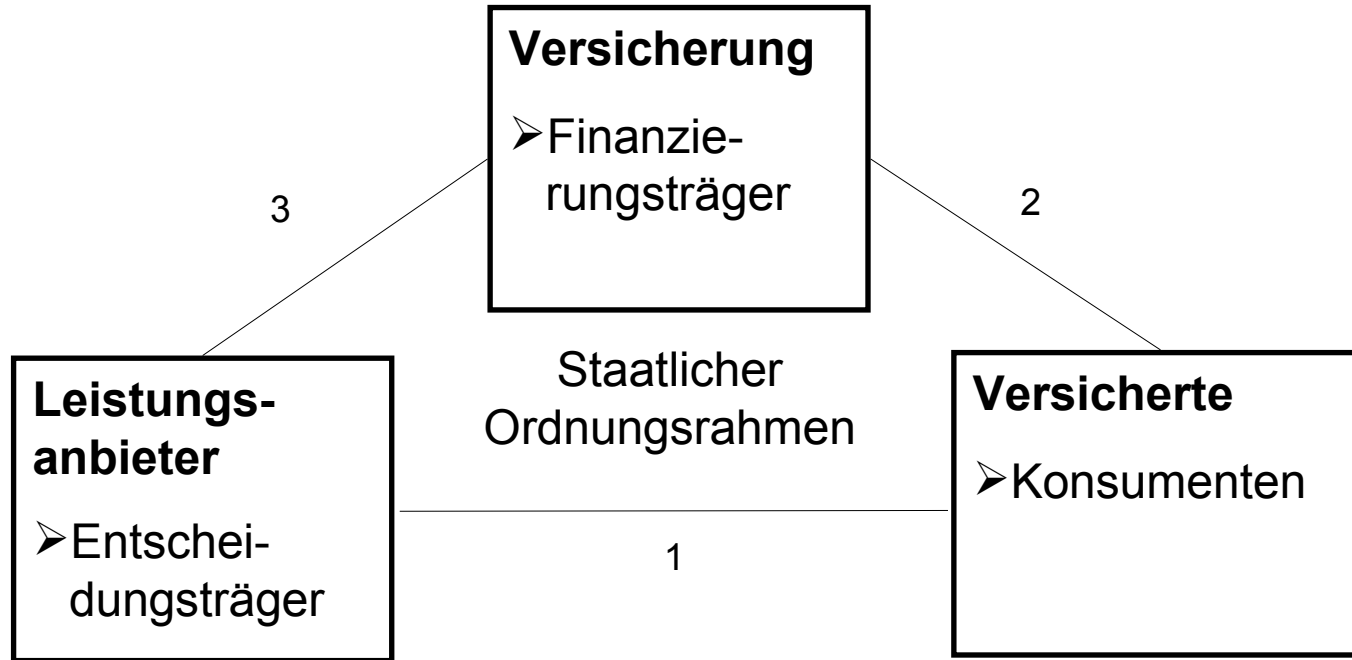 Versicherung
➢Finanzie-
rungsträger
3
2
Staatlicher
Ordnungsrahmen
Leistungs-
anbieter
➢Entschei-
dungsträger
Versicherte
➢Konsumenten
1